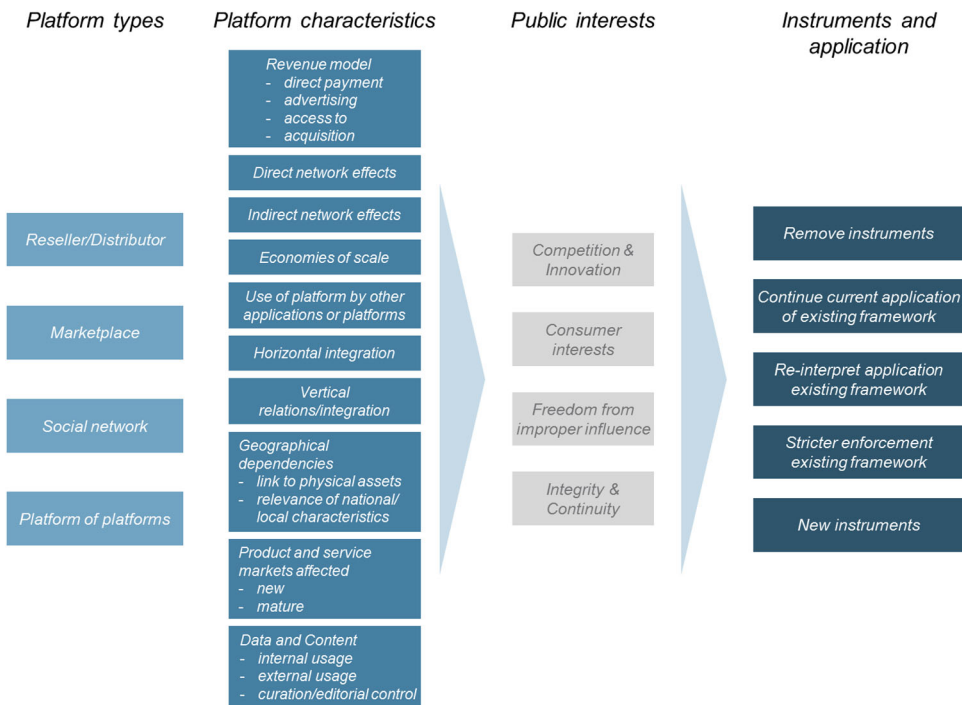 Platform types
Platform characteristics
Public interests
Instruments and
application
Reseller/Distributor
Marketplace
Social network
Platform of platforms
Revenue model
- direct payment
- advertising
- access to
- acquisition
Direct network effects
Indirect network effects
Economies of scale
Use of platform by other
applications or platforms
Horizontal integration
Vertical
relations/integration
Geographical
dependencies
- link to physical assets
- relevance of national/
local characteristics
Product and service
markets affected
- new
- mature
Data and Content
- internal usage
- external usage
- curation/editorial control
Competition &
Innovation
Consumer
interests
Freedom from
improper influence
Integrity &
Continuity
Remove instruments
Continue current application
of existing framework
Re-interpret application
existing framework
Stricter enforcement
existing framework
New instruments